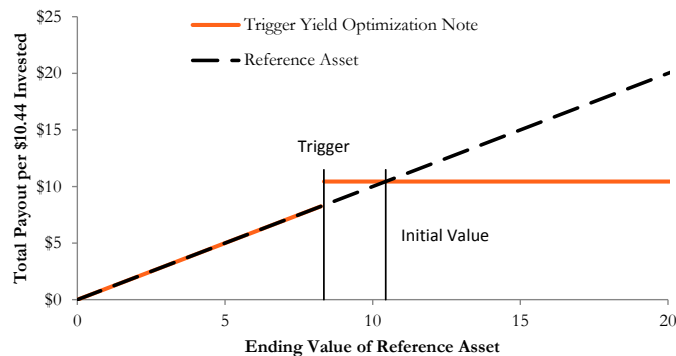 Total Payout per $10.44 Invested
$25
$20
$15
$10
$5
$0
Trigger Yield Optimization Note
Reference Asset
Trigger
Initial Value
0
5
10
15
20
Ending Value of Reference Asset